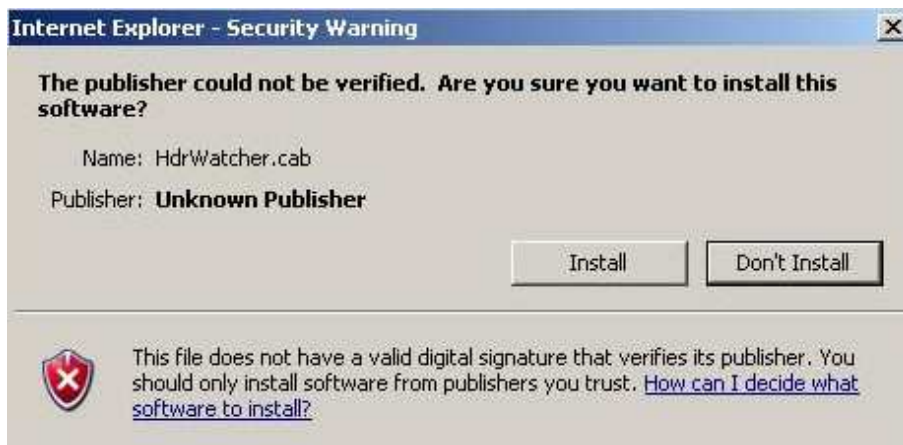 Internet Explorer - Security Warning
The publisher could not be verified. Are you sure you want to install this
software?
Name: HdrWatcher.cab
Publisher: Unknown Publisher
Install Don't Install
This file does not have a valid digital signature that verifies its publisher. You
should only install software from publishers you trust. How can I decide what
software to install?